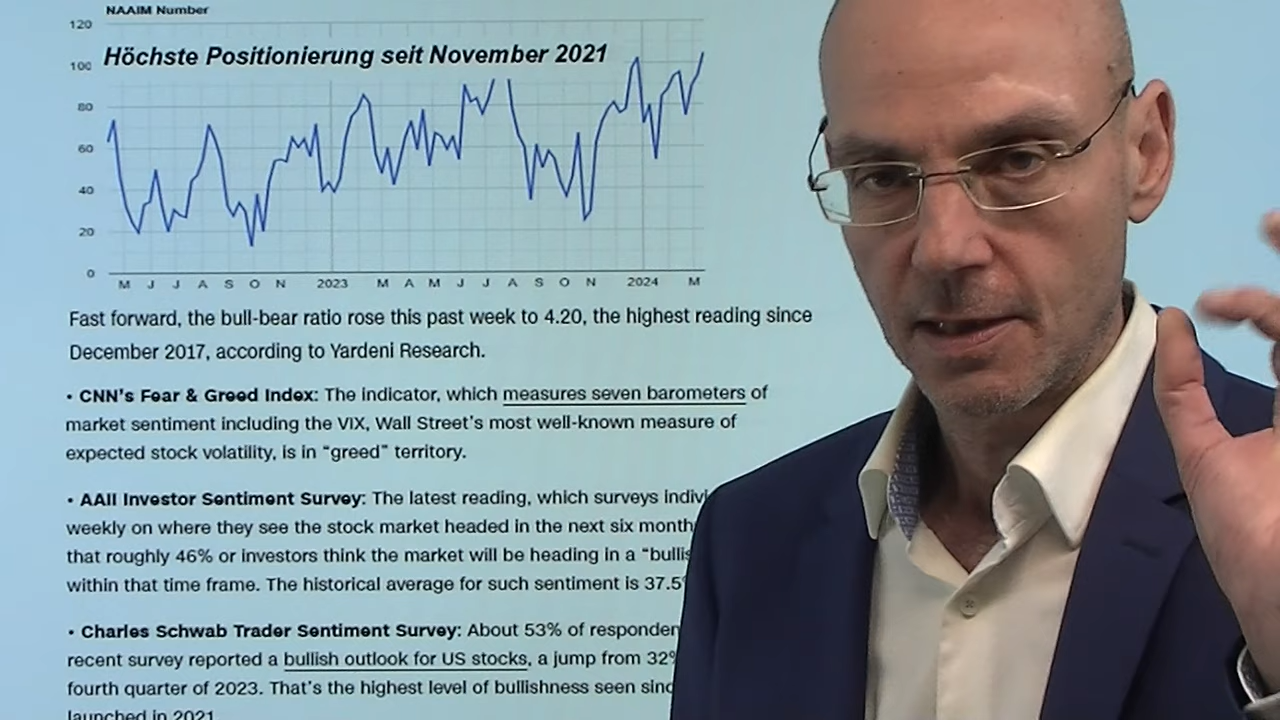 NAAIM Number
120
Höchste Positionierung seit November 2021
100
80
60
40
20
0
M J J A S O N 2023 M A M J J A S O N 2024 M
Fast forward, the bull-bear ratio rose this past week to 4.20, the highest reading since
December 2017, according to Yardeni Research.
• CNN's Fear & Greed Index: The indicator, which measures seven barometers of
market sentiment including the VIX, Wall Street's most well-known measure of
expected stock volatility, is in "greed" territory.
• AAII Investor Sentiment Survey: The latest reading, which surveys
weekly on where they see the stock market headed in the next six
that roughly 46% or investors think the market will be heading in a
within that time frame. The historical average for such sentiment is 37.5
• Charles Schwab Trader Sentiment Survey: About 53% of
recent survey reported a bullish outlook for US stocks, a jump from 32%
fourth quarter of 2023. That's the highest level of bullishness seen
launched in 2021